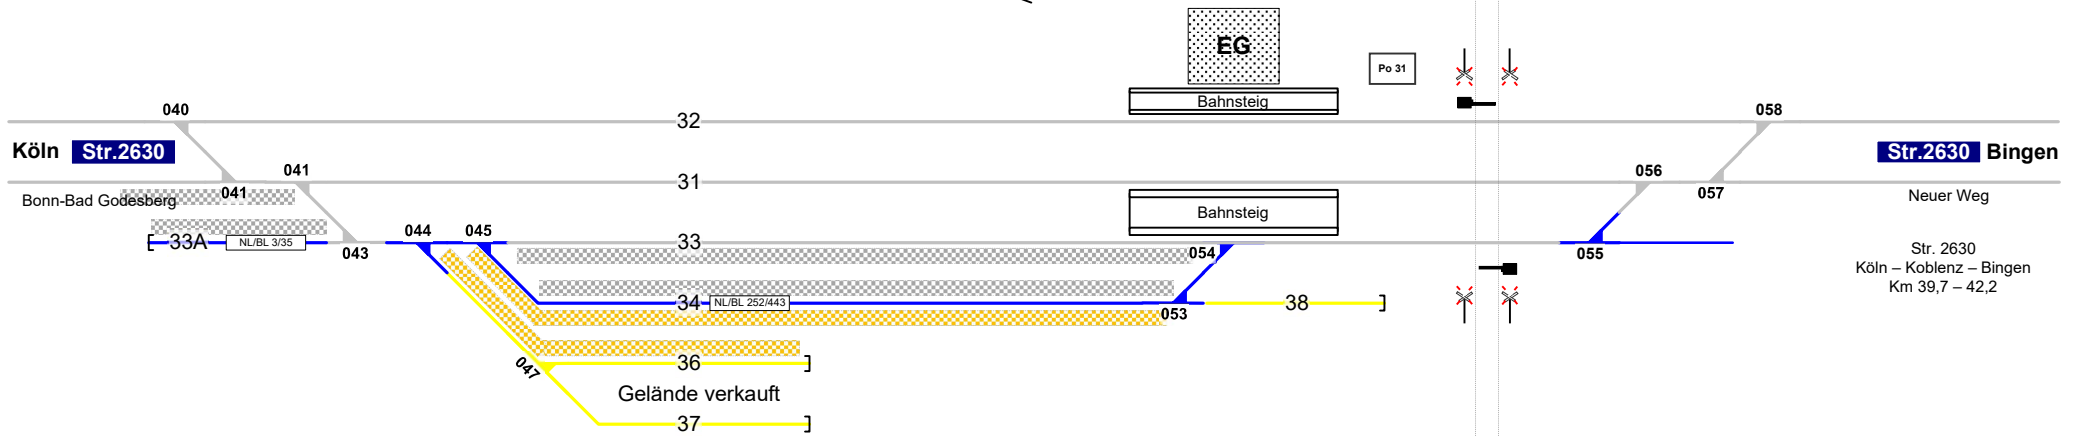 EG
Po 31
Bahnsteig
040
32
058
Köln Str.2630
Str.2630 Bingen
041
056
31
Bonn-Bad Godesberg
041
057
Neuer Weg
Bahnsteig
044
045
33A
NL/BL 3/35
33
043
054
055
Str. 2630
Köln – Koblenz – Bingen
Km 39,7 – 42,2
34
NL/BL 252/443
38
053
047
36
Gelände verkauft
37